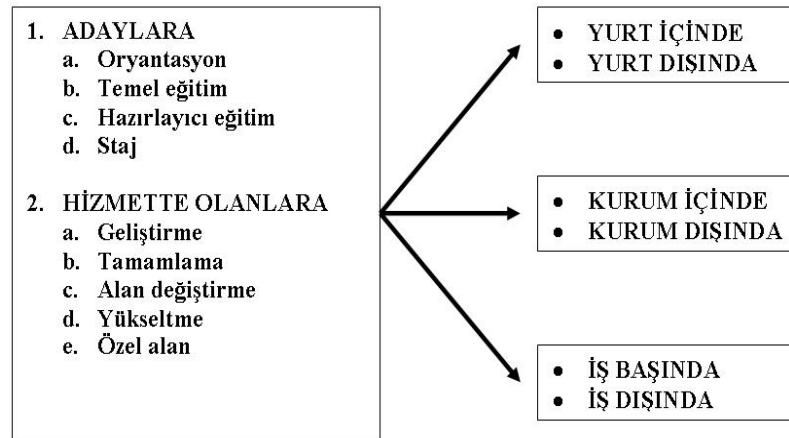 1. ADAYLARA
a. Oryantasyon
b. Temel eğitim
c. Hazırlayıcı eğitim
d. Staj
2. HİZMETTE OLANLARA
a. Geliştirme
b. Tamamlama
c. Alan değiştirme
d. Yükseltme
e. Özel alan
• YURT İÇİNDE
• YURT DIŞINDA
• KURUM İÇİNDE
• KURUM DIŞINDA
• İŞ BAŞINDA
• İŞ DIŞINDA